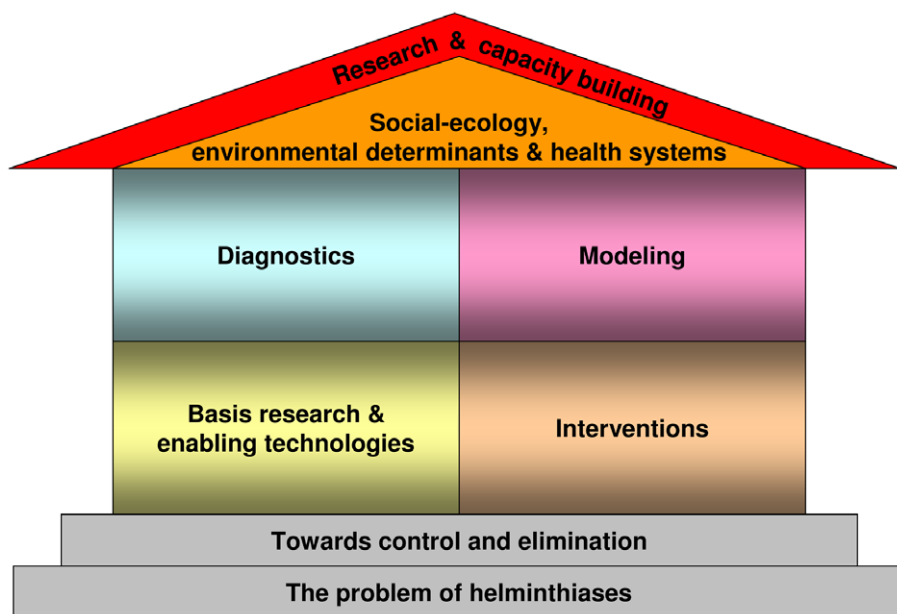 Research & capacity building
Social-ecology,
environmental determinants & health systems
Diagnostics
Modeling
Basis research &
enabling technologies
Interventions
Towards control and elimination
The problem of helminthiases